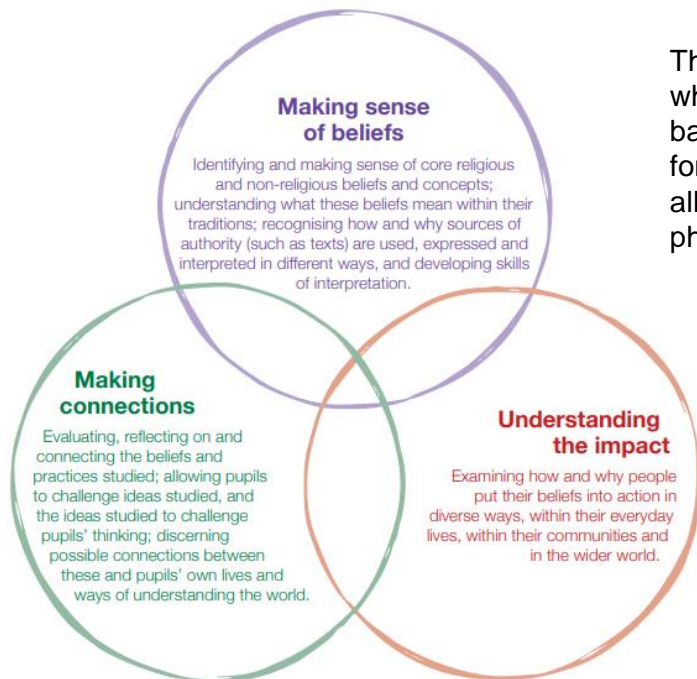 Making sense
of beliefs
Identifying and making sense of core religious
and non-religious beliefs and concepts;
understanding what these beliefs mean within their
traditions; recognising how and why sources of
authority (such as texts) are used, expressed and
interpreted in different ways, and developing skills
of interpretation.
Making
connections
Evaluating, reflecting on and
connecting the beliefs and
practices studied; allowing pupils
to challenge ideas studied, and
the ideas studied to challenge
pupils' thinking; discerning
possible connections between
these and pupils' own lives and
ways of understanding the world.
Understanding
the impact
Examining how and why people
put their beliefs into action in
diverse ways, within their everyday
lives, within their communities and
in the wider world.